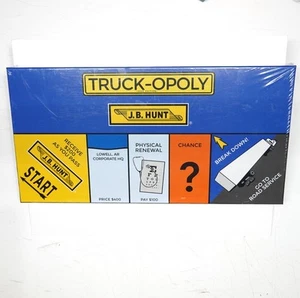 TRUCK-OPOLY
J.B. HUNT
RECEIVE
$200
AS YOU PASS
J.B. HUNT
START
LOWELL, AR
CORPORATE HQ
PRICE $400
PHYSICAL
RENEWAL
PAY $100
CHANCE
?
BREAK DOWN!
GO TO
ROAD SERVICE